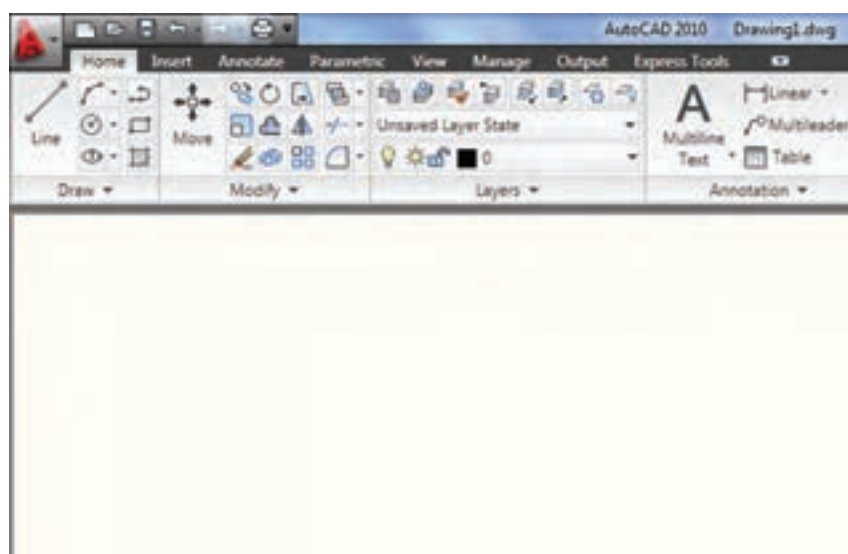 AutoCAD 2010 Drawing1.dwg
Home Insert Annotate Parametric View Manage Output Express Tools
Line
Move
Unsaved Layer State
0
A
Multiline
Text
Linear
Multileader
Table
Draw
Modify
Layers
Annotation